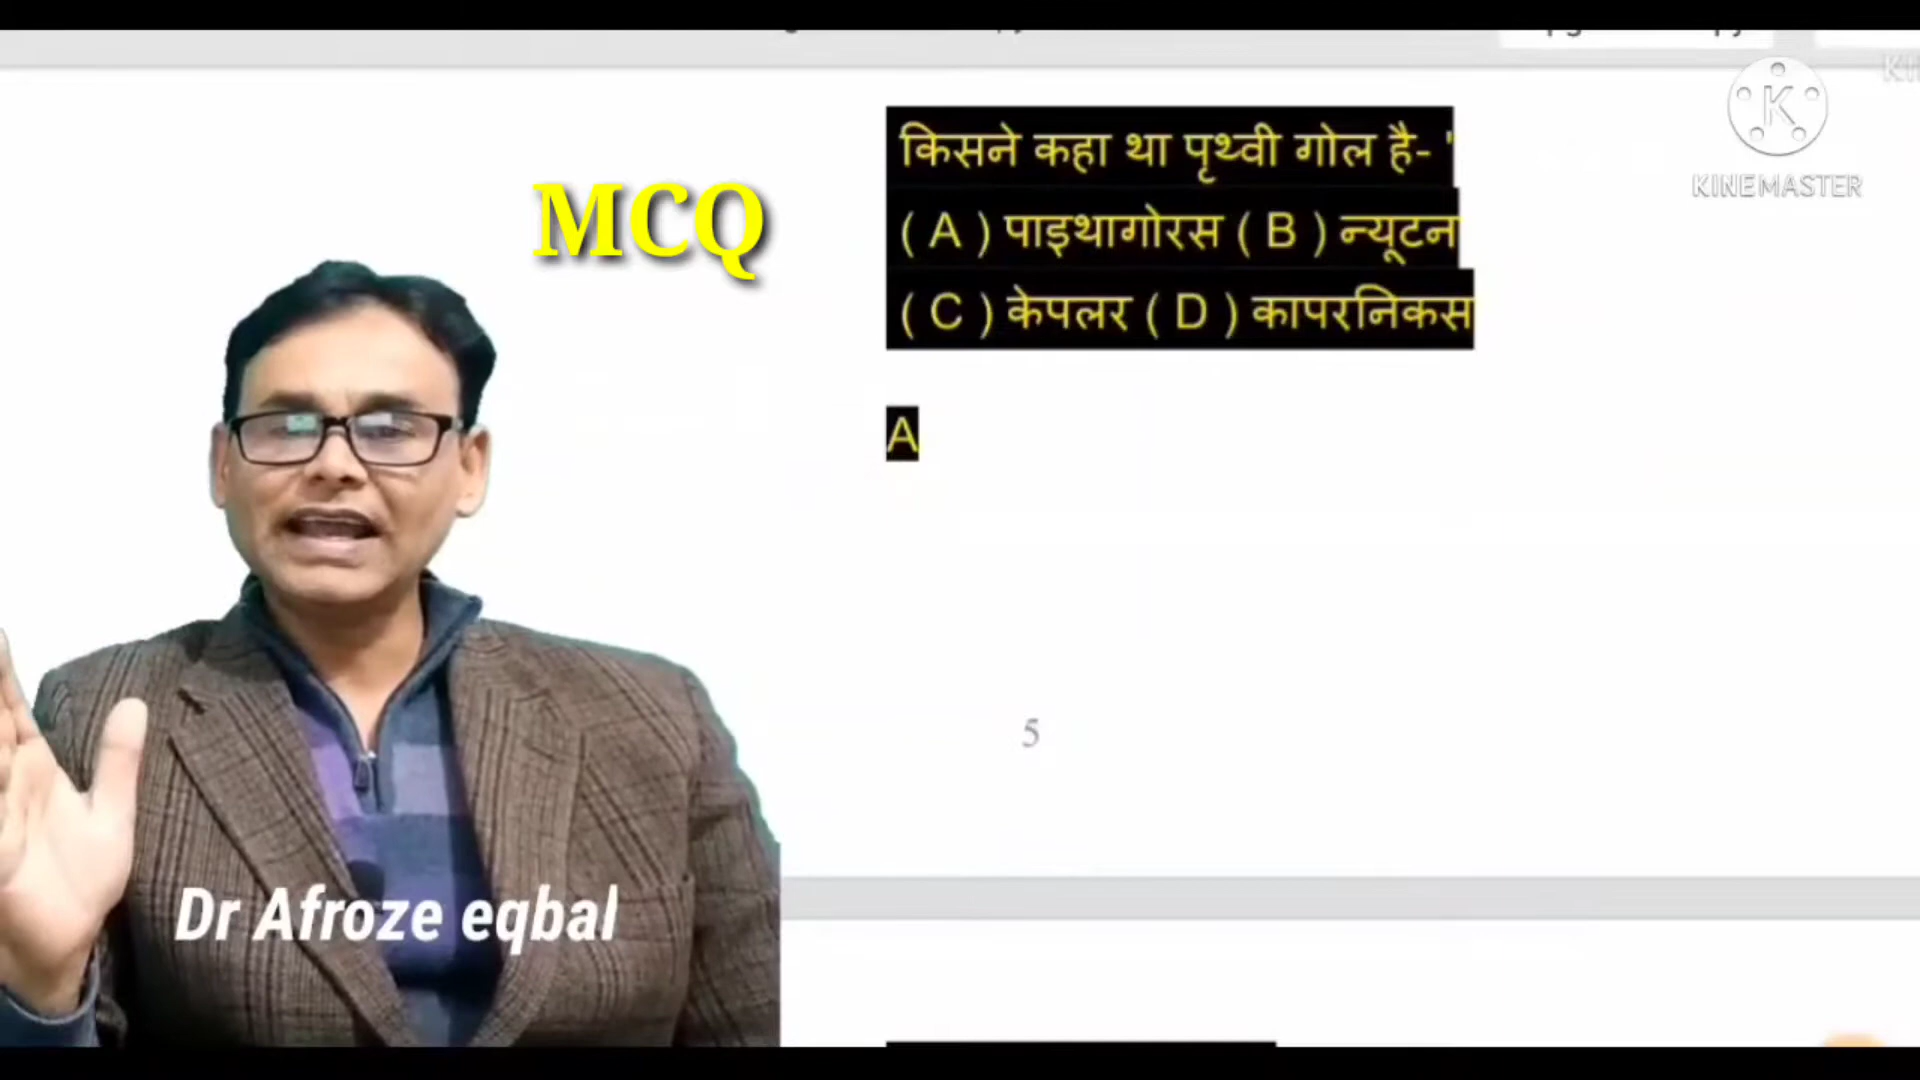 किसने कहा था पृथ्वी गोल है- '
( A ) पाइथागोरस ( B ) न्यूटन
( C ) केपलर ( D ) कापरनिकस
MCQ
A
5
Dr Afroze eqbal
K
KINEMASTER